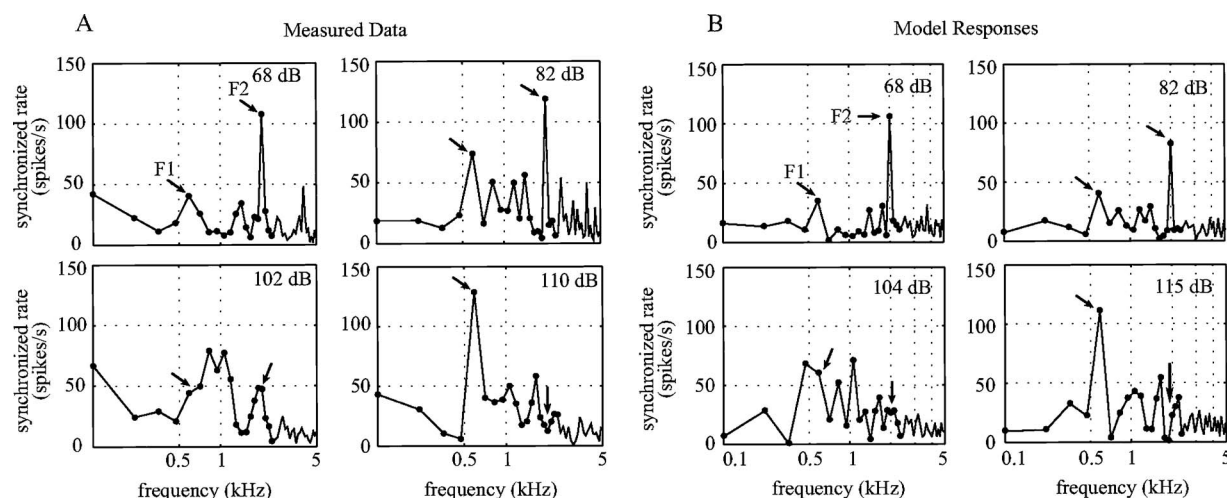 A
Measured Data
150
100
50
0
synchronized rate
(spikes/s)
68 dB
F2
F1
150
100
50
0
82 dB
150
100
50
0
synchronized rate
(spikes/s)
102 dB
0.5
1
5
frequency (kHz)
150
100
50
0
110 dB
0.5
1
5
frequency (kHz)
B
Model Responses
150
100
50
0
synchronized rate
(spikes/s)
68 dB
F2
F1
150
100
50
0
82 dB
150
100
50
0
synchronized rate
(spikes/s)
104 dB
0.1
0.5
1
5
frequency (kHz)
150
100
50
0
115 dB
0.1
0.5
1
5
frequency (kHz)